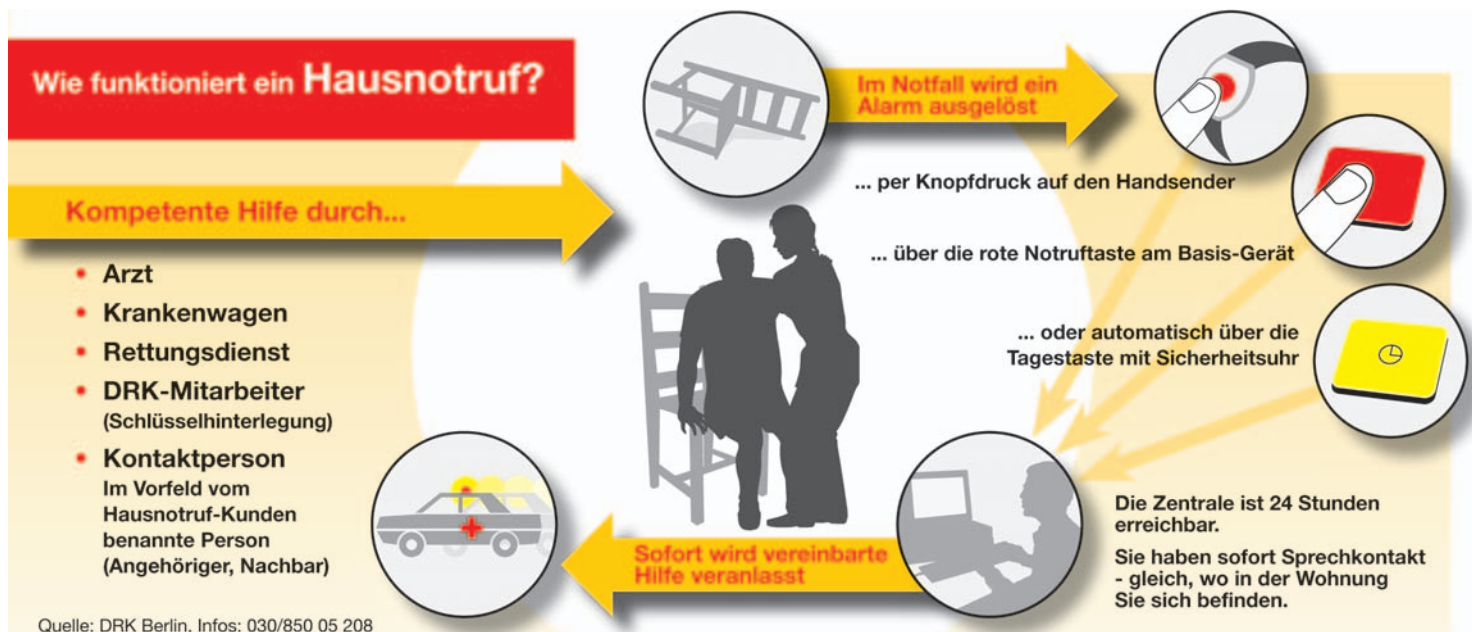 Wie funktioniert ein Hausnotruf?
Im Notfall wird ein
Alarm ausgelöst
... per Knopfdruck auf den Handsender
... über die rote Notruftaste am Basis-Gerät
... oder automatisch über die
Tagestaste mit Sicherheitsuhr
Die Zentrale ist 24 Stunden
erreichbar.
Sie haben sofort Sprechkontakt
- gleich, wo in der Wohnung
Sie sich befinden.
Sofort wird vereinbarte
Hilfe veranlasst
Kompetente Hilfe durch...
• Arzt
• Krankenwagen
• Rettungsdienst
• DRK-Mitarbeiter
(Schlüsselhinterlegung)
• Kontaktperson
Im Vorfeld vom
Hausnotruf-Kunden
benannte Person
(Angehöriger, Nachbar)
Quelle: DRK Berlin, Infos: 030/850 05 208